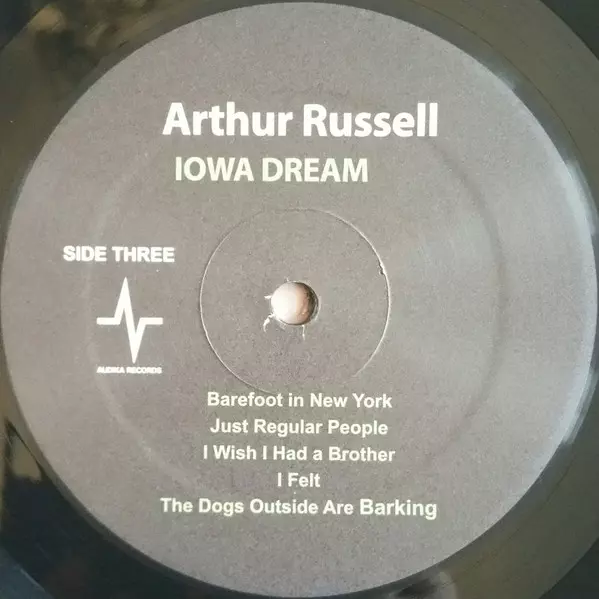 Arthur Russell
IOWA DREAM
SIDE THREE
AUDIKA RECORDS
Barefoot in New York
Just Regular People
I Wish I Had a Brother
I Felt
The Dogs Outside Are Barking